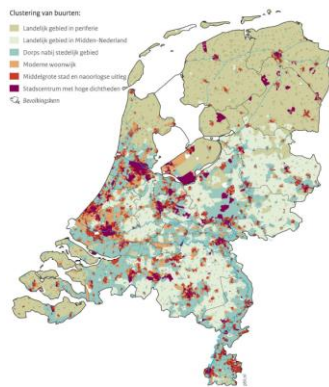 Clustering van buurten:
Landelijk gebied in periferie
Landelijk gebied in Midden-Nederland
Dorps nabij stedelijk gebied
Moderne woonwijk
Middelgrote stad en naoorlogse uitleg
Stadscentrum met hoge dichtheden
Bevolkingskern